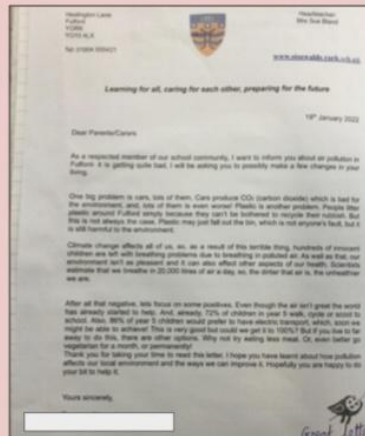 Heslington Lane
Fulford
YORK
YO10 4LX
Headteacher:
Mrs Sue Bland
Tel: 01904
Learning for all, caring for each other, preparing for the future
18th January 2022
Dear Parents/Carers
As a respected member of our school community, I want to inform you about air pollution in
Fulford- it is getting quite bad. I will be asking you to possibly make a few changes in your
living.
One big problem is cars, lots of them. Cars produce CO₂ (carbon dioxide) which is bad for
the environment, and, lots of them is even worse! Plastic is another problem. People litter
plastic around Fulford simply because they can't be bothered to recycle their rubbish. But
this is not always the case. Plastic may just fall out the bin, which is not anyone's fault, but it
is still harmful to the environment.
Climate change affects all of us, so, as a result of this terrible thing, hundreds of innocent
children are left with breathing problems due to breathing in polluted air. As well as that, our
environment isn't as pleasant and it can also affect other aspects of our health. Scientists
estimate that we breathe in 20,000 litres of air a day, so, the dirtier that air is, the unhealthier
we are.
After all that negative, lets focus on some positives. Even though the air isn't great the world
has already started to help. And, already, 72% of children in year 5 walk, cycle or scoot to
school. Also, 86% of year 5 children would prefer to have electric transport, which, soon we
might be able to achieve! This is very good but could we get it to 100%? But if you live to far
away to do this, there are other options. Why not try eating less meat. Or, even better go
vegetarian for a month, or permanently!
Thank you for taking your time to read this letter. I hope you have learnt about how pollution
affects our local environment and the ways we can improve it. Hopefully you are happy to do
your bit to help it.
Yours sincerely,
Great